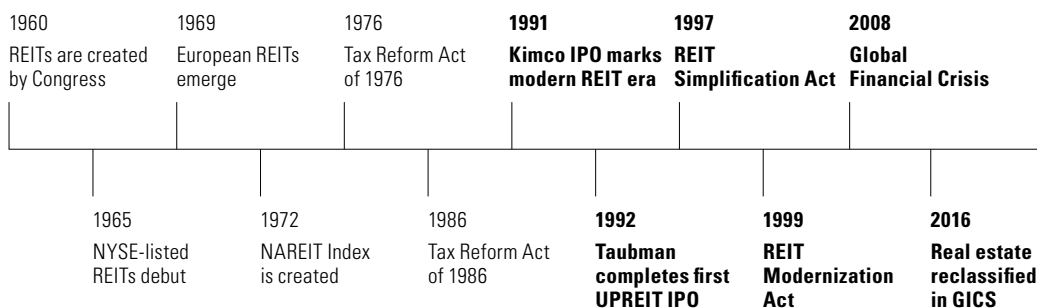 1960
REITs are created
by Congress
1969
European REITs
emerge
1976
Tax Reform Act
of 1976
1991
Kimco IPO marks
modern REIT era
1997
REIT
Simplification Act
2008
Global
Financial Crisis
1965
NYSE-listed
REITs debut
1972
NAREIT Index
is created
1986
Tax Reform Act
of 1986
1992
Taubman
completes first
UPREIT IPO
1999
REIT
Modernization
Act
2016
Real estate
reclassified
in GICS